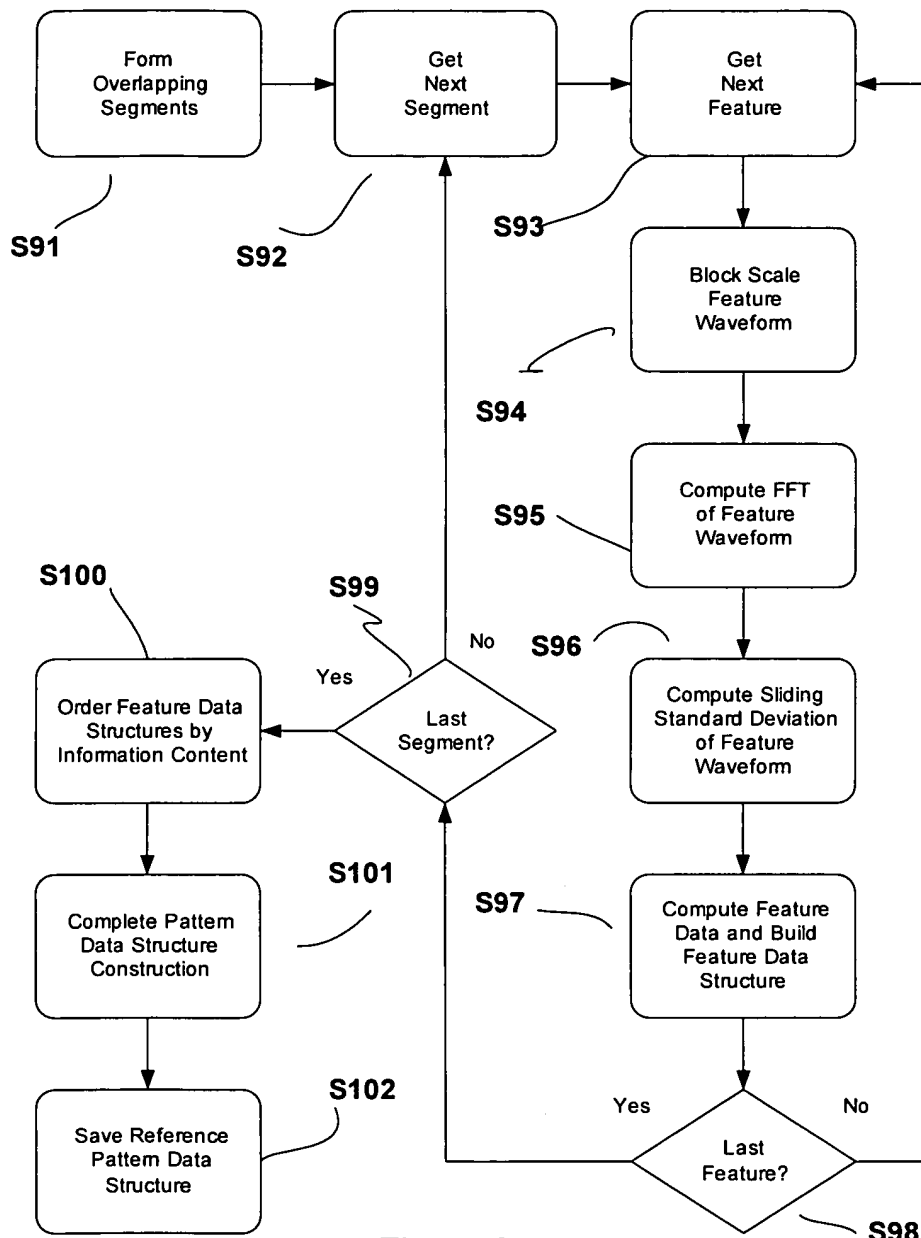 Form
Overlapping
Segments
Get
Next
Segment
Get
Next
Feature
S91
S92
S93
Block Scale
Feature
Waveform
S94
Compute FFT
of Feature
Waveform
S95
S100
S99
S96
No
Yes
Order Feature Data
Structures by
Information Content
Last
Segment?
Compute Sliding
Standard Deviation
of Feature
Waveform
S101
S97
Complete Pattern
Data Structure
Construction
Compute Feature
Data and Build
Feature Data
Structure
S102
Yes
No
Save Reference
Pattern Data
Structure
Last
Feature?
S98